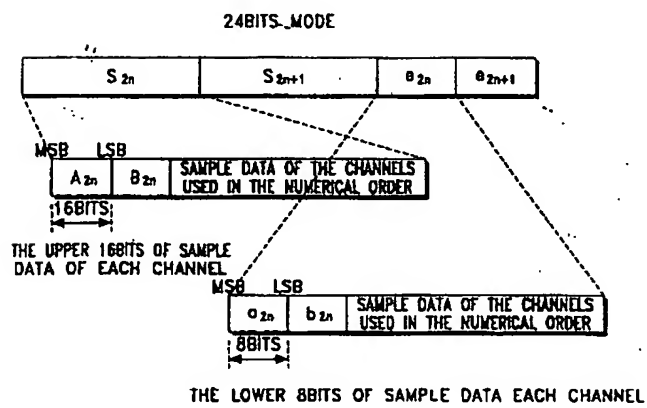 24BITS_MODE
S2n S2n+1 e2n e2n+1
MSB LSB
A2n B2n SAMPLE DATA OF THE CHANNELS
USED IN THE NUMERICAL ORDER
16BITS
THE UPPER 16BITS OF SAMPLE
DATA OF EACH CHANNEL
MSB LSB
a2n b2n SAMPLE DATA OF THE CHANNELS
USED IN THE NUMERICAL ORDER
8BITS
THE LOWER 8BITS OF SAMPLE DATA EACH CHANNEL